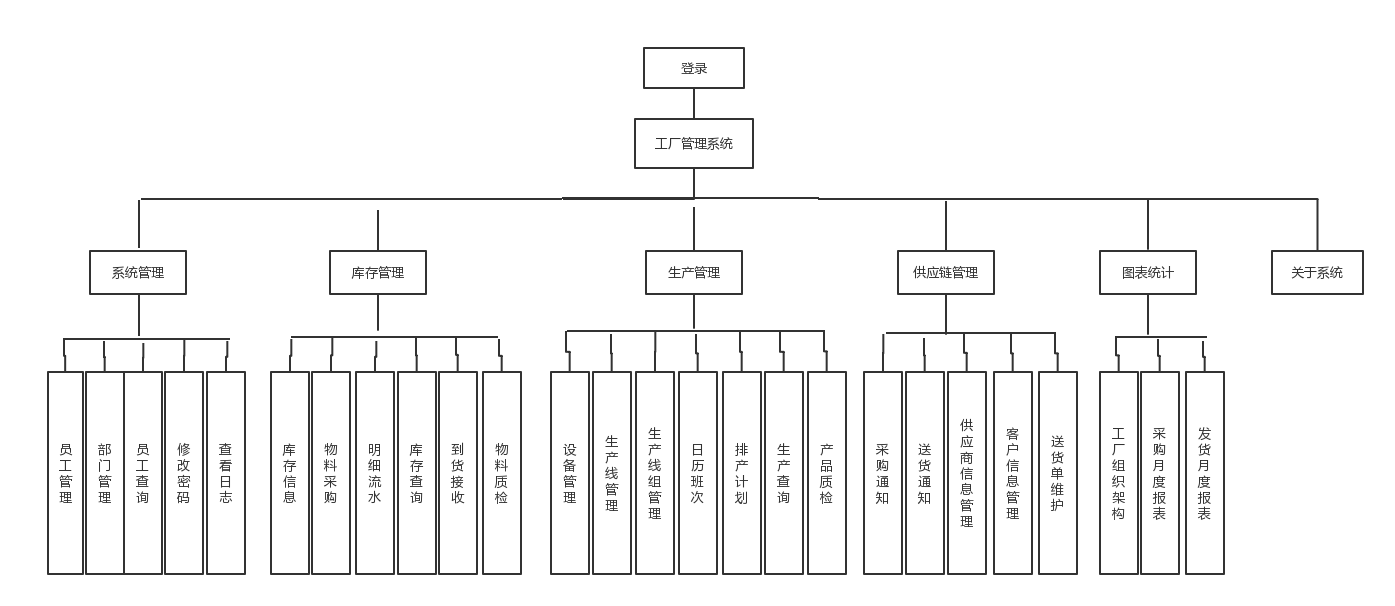 登录
工厂管理系统
系统管理
库存管理
生产管理
供应链管理
图表统计
关于系统
员工管理
部门管理
员工查询
修改密码
查看日志
库存信息
物料采购
明细流水
库存查询
到货接收
物料质检
设备管理
生产线管理
生产线组管理
日历班次
排产计划
生产查询
产品质检
采购通知
送货通知
供应商信息管理
客户信息管理
送货单维护
工厂组织架构
采购月度报表
发货月度报表